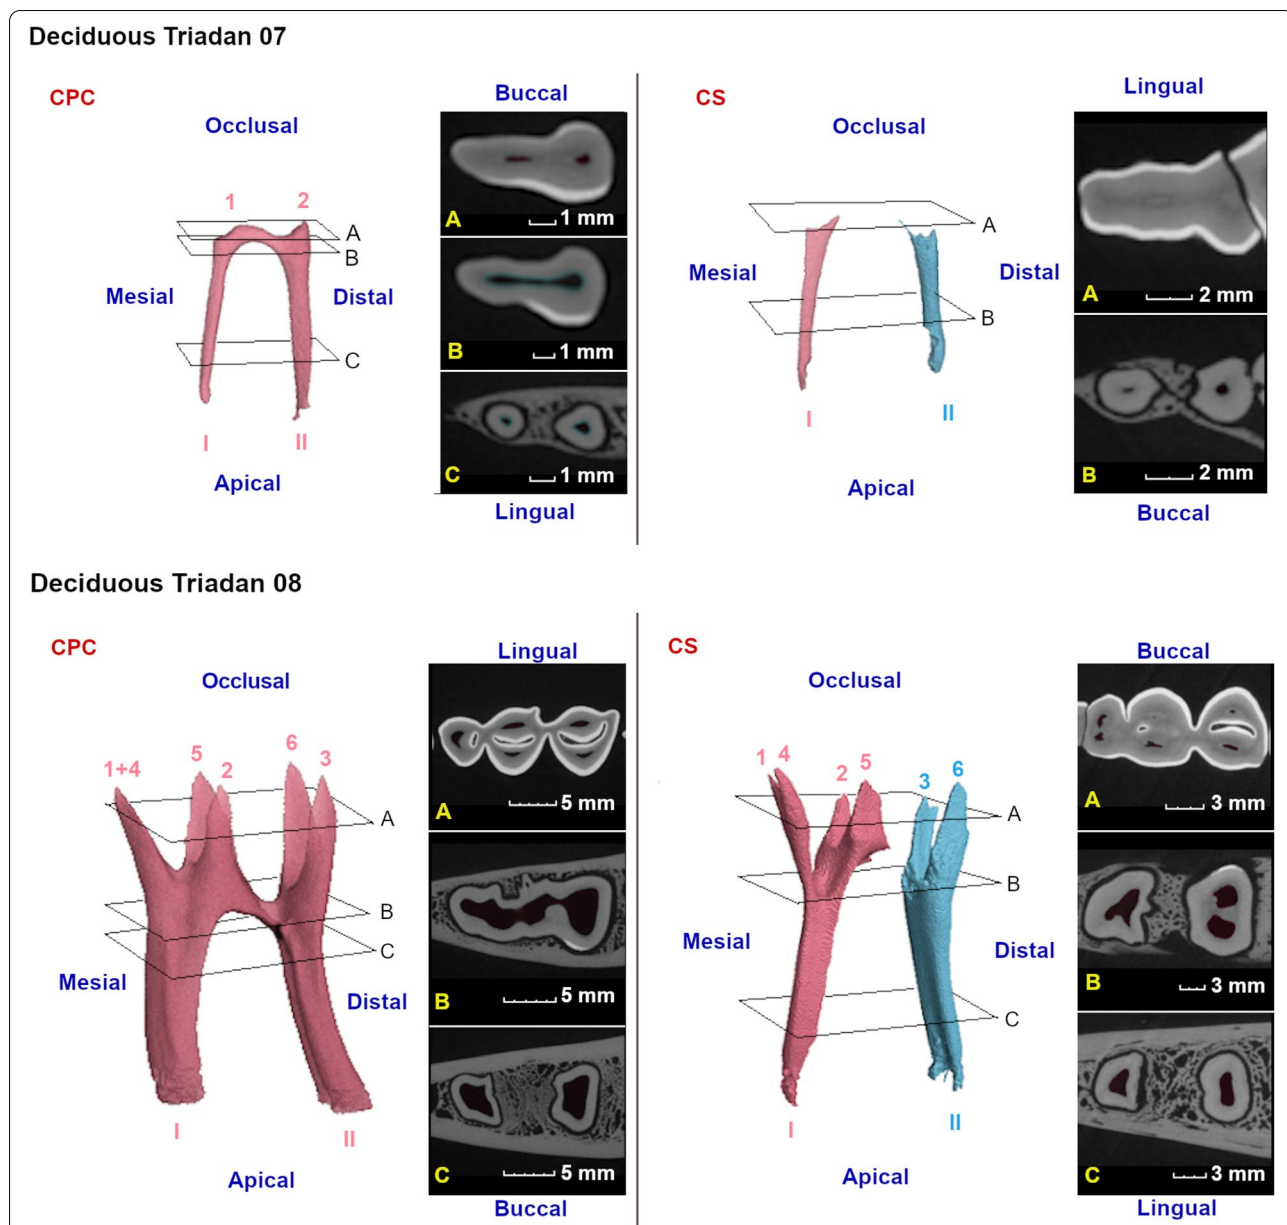 Deciduous Triadan 07
CPC
Occlusal
Buccal
1 2
A
B
C
Mesial
Distal
I II
Apical
A 1 mm
B 1 mm
C 1 mm
Lingual
CS
Occlusal
Lingual
A
B
Mesial
Distal
I II
Apical
A 2 mm
B 2 mm
Buccal
Deciduous Triadan 08
CPC
Occlusal
Lingual
1+4 5 2 6 3
A
B
C
Mesial
Distal
I II
Apical
A 5 mm
B 5 mm
C 5 mm
Buccal
CS
Occlusal
Buccal
1 4 2 5 3 6
A
B
C
Mesial
Distal
I II
Apical
A 3 mm
B 3 mm
C 3 mm
Lingual